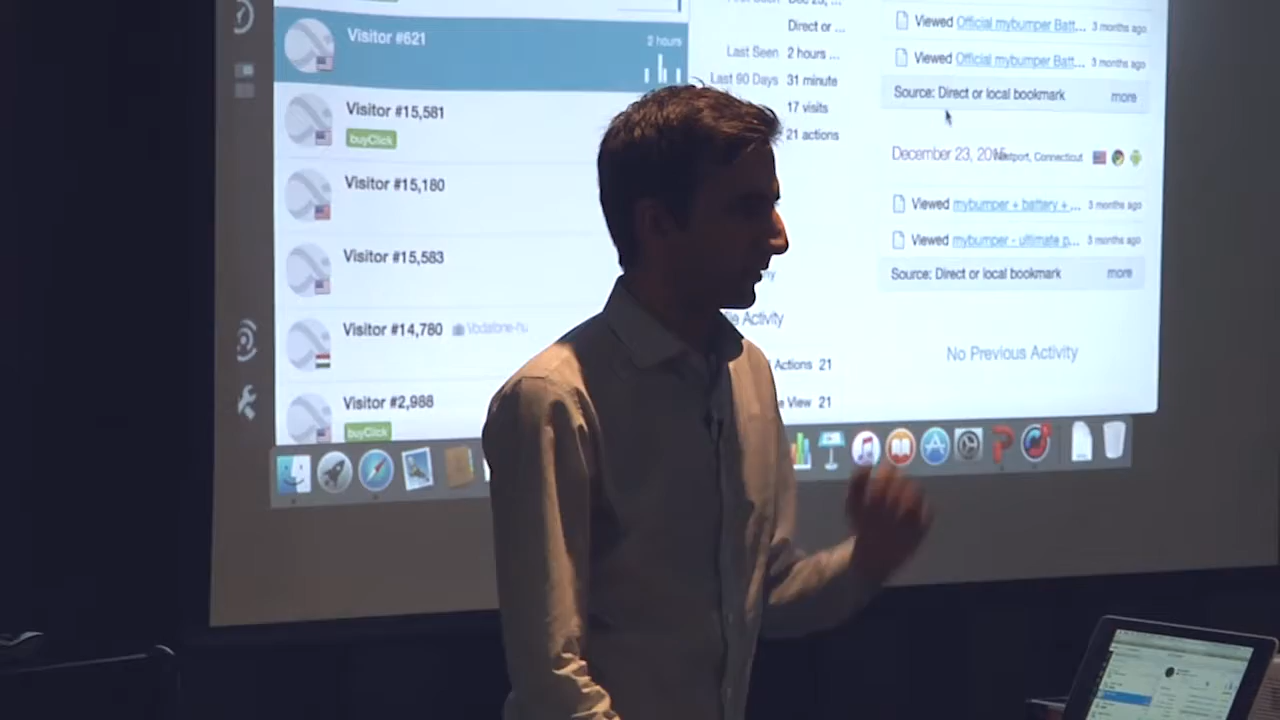 Visitor #621
2 hours
Visitor #15,581
buyClick
Visitor #15,180
Visitor #15,583
Visitor #14,780 Vodafone-hu
Visitor #2,988
buyClick
Direct or ...
Last Seen 2 hours ...
Last 90 Days 31 minute
17 visits
21 actions
Activity
Actions 21
View 21
Viewed Official mybumper Batt... 3 months ago
Viewed Official mybumper Batt... 3 months ago
Source: Direct or local bookmark more
December 23, 2015 Westport, Connecticut
Viewed mybumper + battery + ... 3 months ago
Viewed mybumper - ultimate p... 3 months ago
Source: Direct or local bookmark more
No Previous Activity